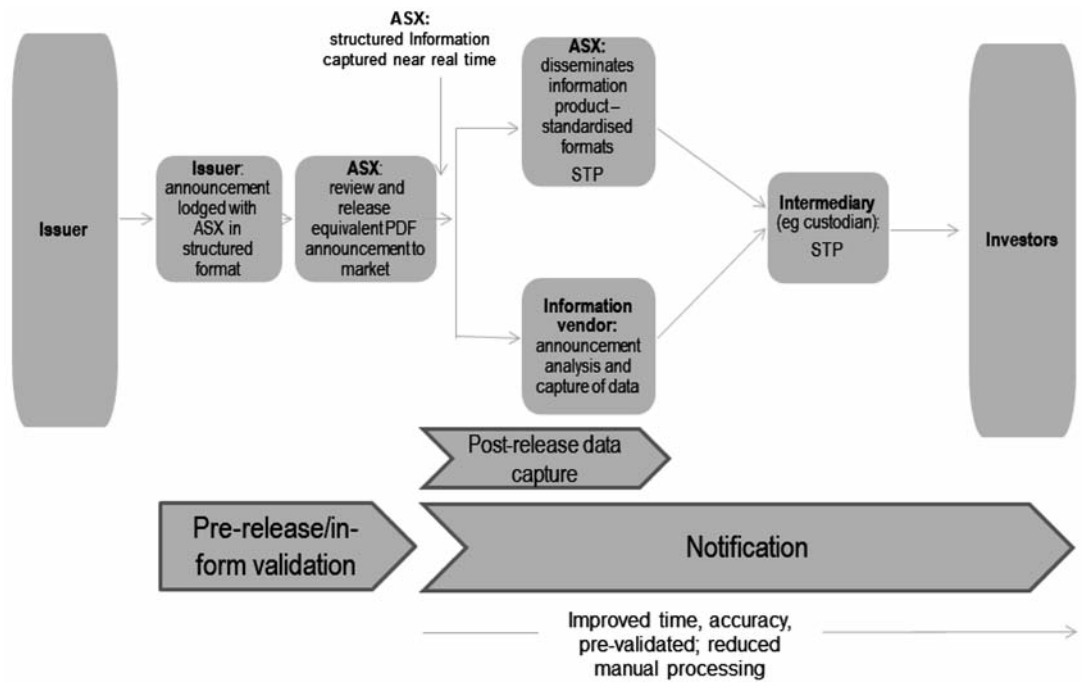 ASX:
structured Information
captured near real time
Issuer
Issuer:
announcement
lodged with
ASX in
structured
format
ASX:
review and
release
equivalent PDF
announcement to
market
ASX:
disseminates
information
product –
standardised
formats
STP
Information
vendor:
announcement
analysis and
capture of data
Intermediary
(eg custodian):
STP
Investors
Post-release data
capture
Pre-release/in-
form validation
Notification
Improved time, accuracy,
pre-validated; reduced
manual processing